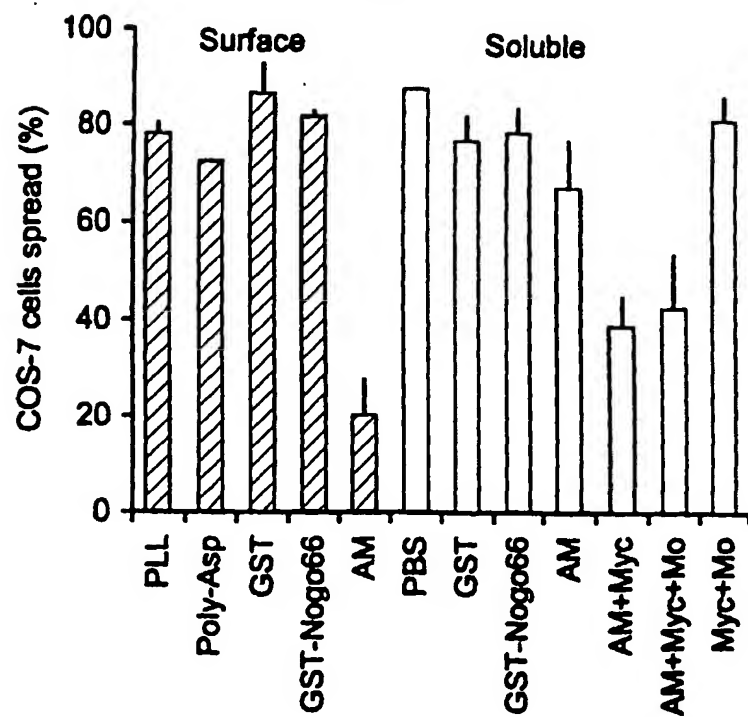 COS-7 cells spread (%)
100
80
60
40
20
0
Surface
Soluble
PLL
Poly-Asp
GST
GST-Nogo66
AM
PBS
GST
GST-Nogo66
AM
AM+Myc
AM+Myc+Mo
Myc+Mo